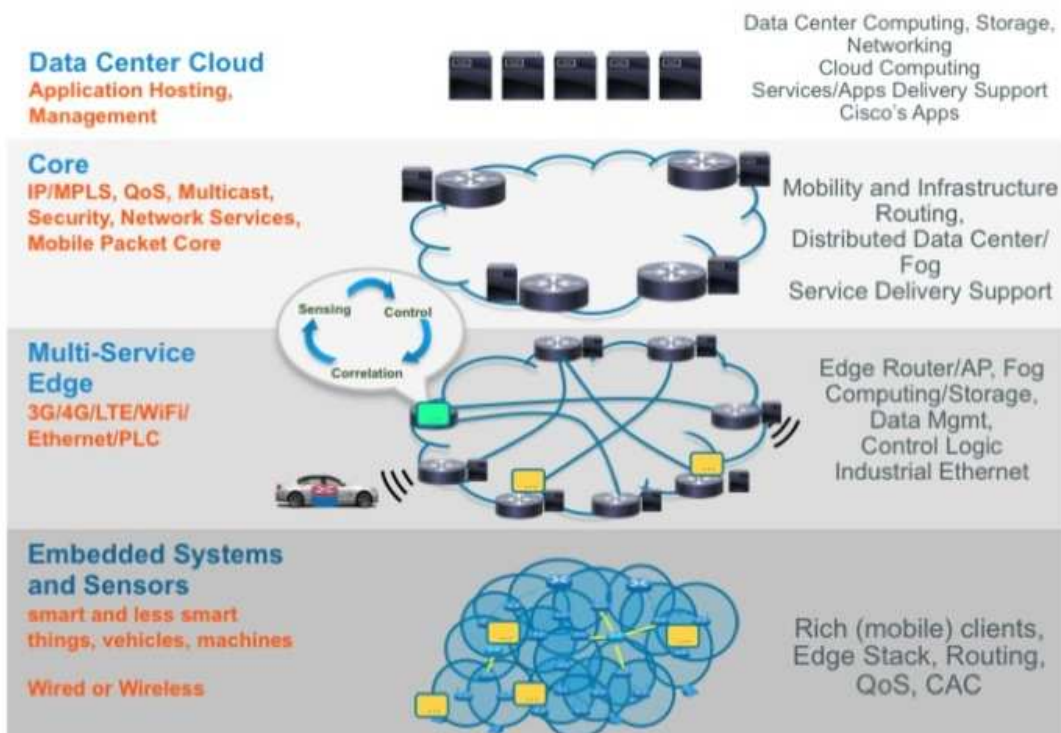 Data Center Cloud
Application Hosting,
Management
Data Center Computing, Storage,
Networking
Cloud Computing
Services/Apps Delivery Support
Cisco's Apps
Core
IP/MPLS, QoS, Multicast,
Security, Network Services,
Mobile Packet Core
Mobility and Infrastructure
Routing,
Distributed Data Center/
Fog
Service Delivery Support
Sensing
Control
Correlation
Multi-Service
Edge
3G/4G/LTE/WiFi/
Ethernet/PLC
Edge Router/AP, Fog
Computing/Storage,
Data Mgmt,
Control Logic
Industrial Ethernet
Embedded Systems
and Sensors
smart and less smart
things, vehicles, machines
Wired or Wireless
Rich (mobile) clients,
Edge Stack, Routing,
QoS, CAC